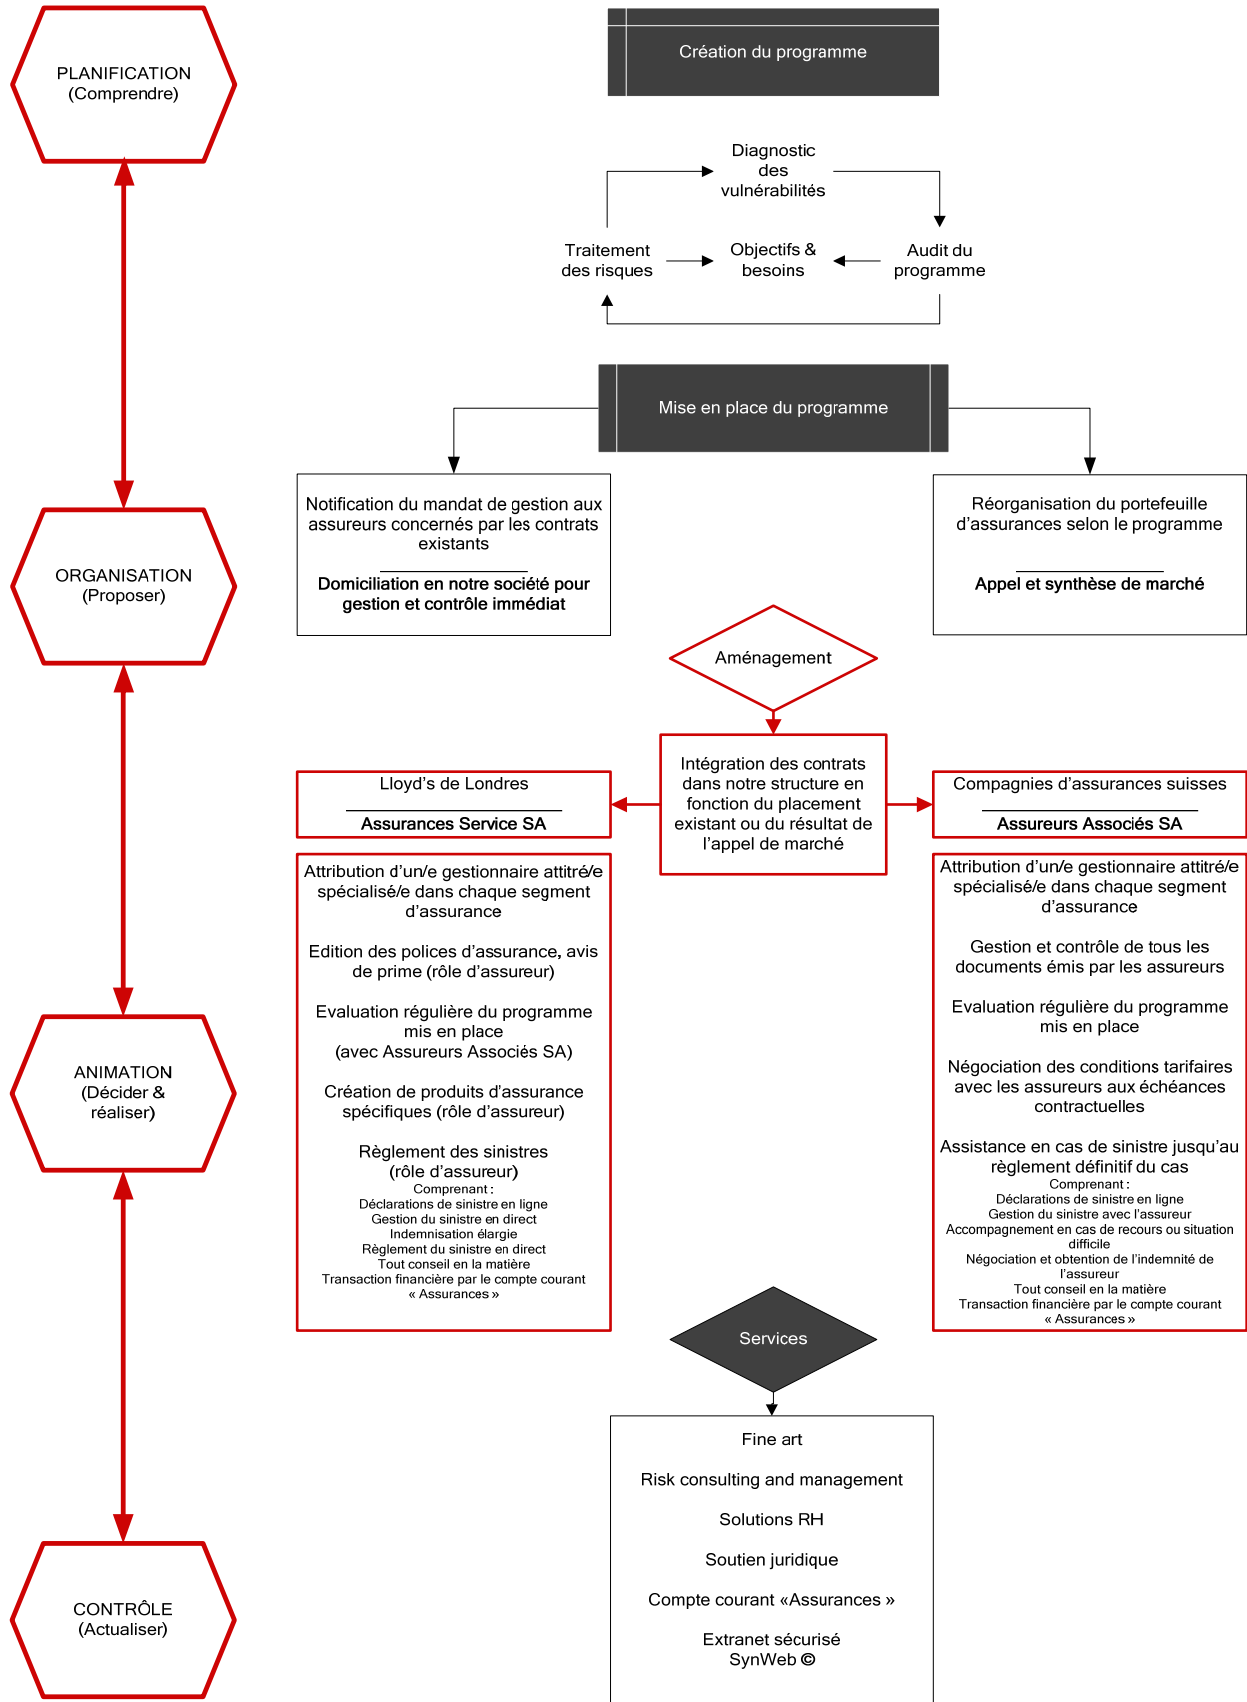 PLANIFICATION
(Comprendre)
Création du programme
Diagnostic
des
vulnérabilités
Traitement
des risques
Objectifs &
besoins
Audit du
programme
Mise en place du programme
Notification du mandat de gestion aux
assureurs concernés par les contrats
existants
Domiciliation en notre société pour
gestion et contrôle immédiat
Réorganisation du portefeuille
d’assurances selon le programme
Appel et synthèse de marché
ORGANISATION
(Proposer)
Aménagement
Intégration des contrats
dans notre structure en
fonction du placement
existant ou du résultat de
l’appel de marché
Lloyd’s de Londres
Assurances Service SA
Compagnies d’assurances suisses
Assureurs Associés SA
Attribution d’un/e gestionnaire attitré/e
spécialisé/e dans chaque segment
d’assurance
Edition des polices d’assurance, avis
de prime (rôle d’assureur)
Evaluation régulière du programme
mis en place
(avec Assureurs Associés SA)
Création de produits d’assurance
spécifiques (rôle d’assureur)
Règlement des sinistres
(rôle d’assureur)
Comprenant :
Déclarations de sinistre en ligne
Gestion du sinistre en direct
Indemnisation élargie
Règlement du sinistre en direct
Tout conseil en la matière
Transaction financière par le compte courant
« Assurances »
Attribution d’un/e gestionnaire attitré/e
spécialisé/e dans chaque segment
d’assurance
Gestion et contrôle de tous les
documents émis par les assureurs
Evaluation régulière du programme
mis en place
Négociation des conditions tarifaires
avec les assureurs aux échéances
contractuelles
Assistance en cas de sinistre jusqu’au
règlement définitif du cas
Comprenant :
Déclarations de sinistre en ligne
Gestion du sinistre avec l’assureur
Accompagnement en cas de recours ou situation
difficile
Négociation et obtention de l’indemnité de
l’assureur
Tout conseil en la matière
Transaction financière par le compte courant
« Assurances »
ANIMATION
(Décider &
réaliser)
Services
Fine art
Risk consulting and management
Solutions RH
Soutien juridique
Compte courant «Assurances »
Extranet sécurisé
SynWeb ©
CONTRÔLE
(Actualiser)